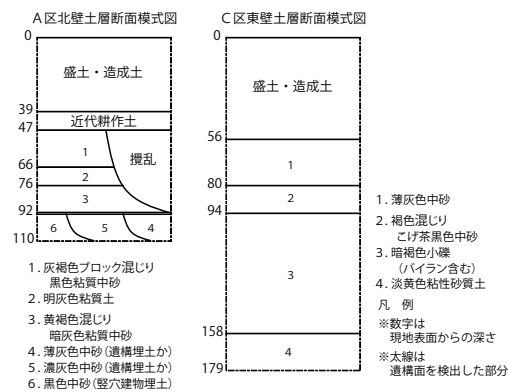 A区北壁土層断面模式図
0
盛土・造成土
39
近代耕作土
47
1
攪乱
66
2
76
3
92
6
5
4
110
1. 灰褐色ブロック混じり
黒色粘質中砂
2. 明灰色粘質土
3. 黄褐色混じり
暗灰色粘質中砂
4. 薄灰色中砂(遺構埋土か)
5. 濃灰色中砂(遺構埋土か)
6. 黒色中砂(竪穴建物埋土)
C区東壁土層断面模式図
0
盛土・造成土
56
1
80
2
94
3
158
4
179
1. 薄灰色中砂
2. 褐色混じり
こげ茶黒色中砂
3. 暗褐色小礫
(バイラン含む)
4. 淡黄色粘性砂質土
凡 例
※数字は
現地表面からの深さ
※太線は
遺構面を検出した部分